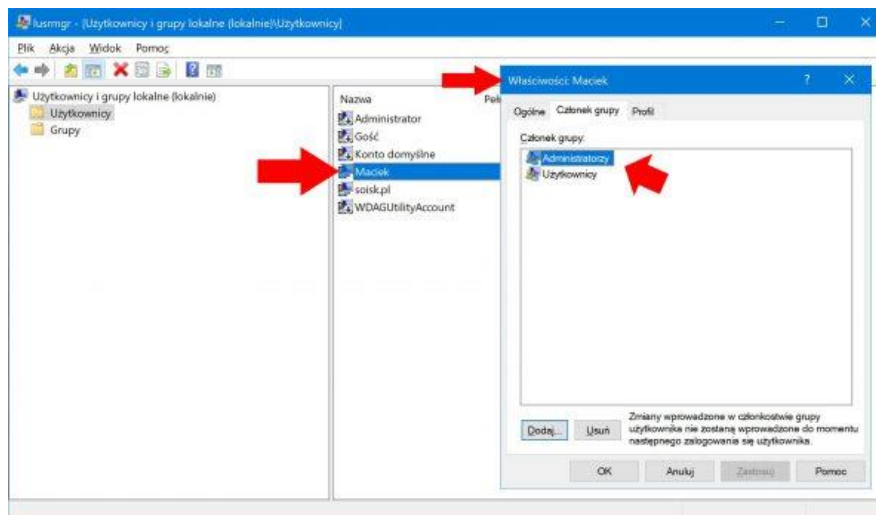 lusrmgr - [Użytkownicy i grupy lokalne (lokalnie)\Użytkownicy]
Plik Akcja Widok Pomoc
Użytkownicy i grupy lokalne (lokalnie)
Użytkownicy
Grupy
Nazwa Peł
Administrator
Gość
Konto domyślne
Maciek
soisk.pl
WDAGUtilityAccount
Właściwości: Maciek
Ogólne Członek grupy Profil
Członek grupy:
Administratorzy
Użytkownicy
Dodaj... Usuń
Zmiany wprowadzone w członkostwie grupy
użytkownika nie zostaną wprowadzone do momentu
następnego zalogowania się użytkownika.
OK Anuluj Zastosuj Pomoc